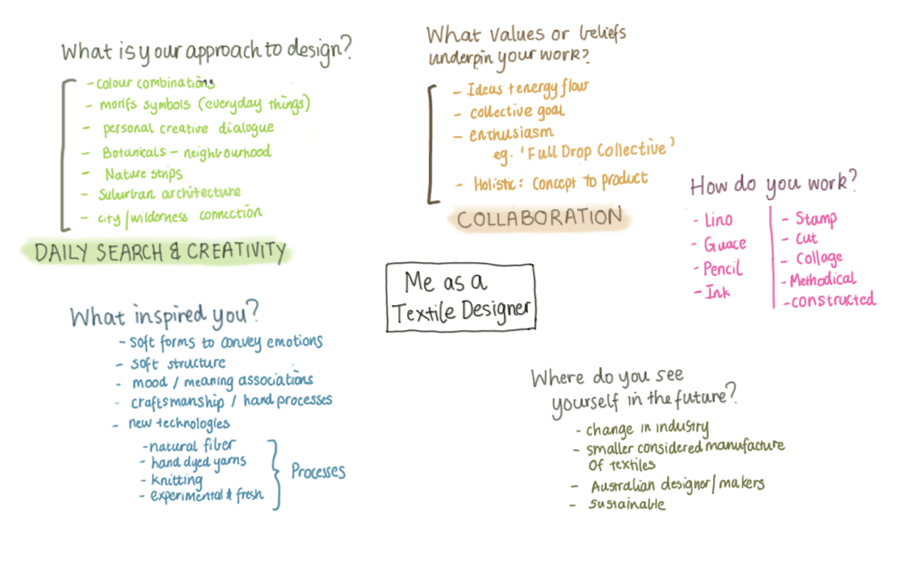 What is your approach to design?
- colour combinations
- motifs symbols (everyday things)
- personal creative dialogue
- Botanicals - neighbourhood
- Nature strips
- Suburban architecture
- city/wilderness connection
DAILY SEARCH & CREATIVITY
What values or beliefs
underpin your work?
- Ideas + energy flow
- collective goal
- enthusiasm
eg. 'Full Drop Collective'
- Holistic: Concept to product
COLLABORATION
How do you work?
- Lino
- Guace
- Pencil
- Ink
- Stamp
- Cut
- Collage
- Methodical
- constructed
Me as a
Textile Designer
What inspired you?
- soft forms to convey emotions
- soft structure
- mood / meaning associations
- craftsmanship / hand processes
- new technologies
- natural fiber
- hand dyed yarns
- knitting
- experimental & fresh
Processes
Where do you see
yourself in the future?
- change in industry
- smaller considered manufacture
of textiles
- Australian designer/makers
- sustainable